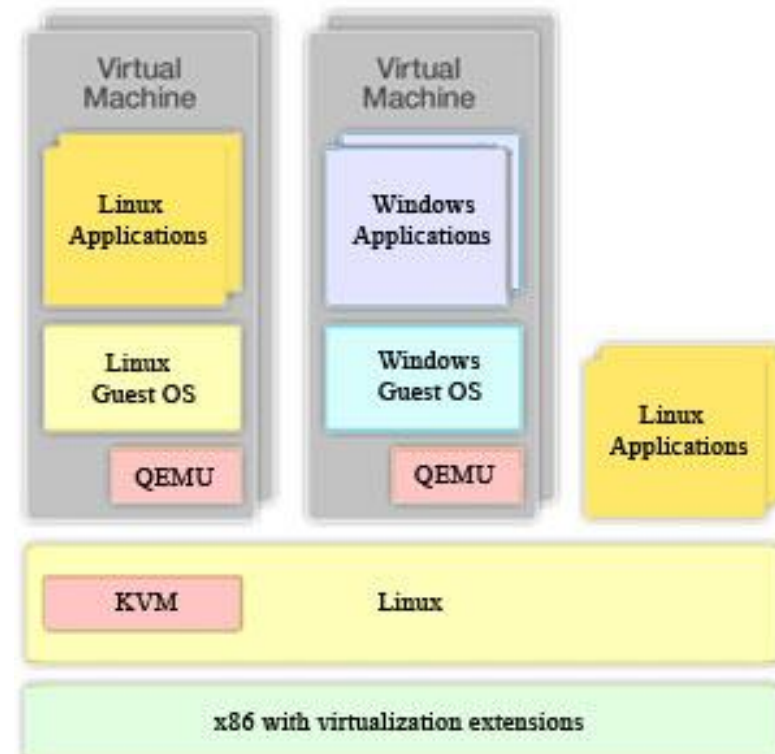 Virtual
Machine
Linux
Applications
Linux
Guest OS
QEMU
Virtual
Machine
Windows
Applications
Windows
Guest OS
QEMU
Linux
Applications
KVM
Linux
x86 with virtualization extensions